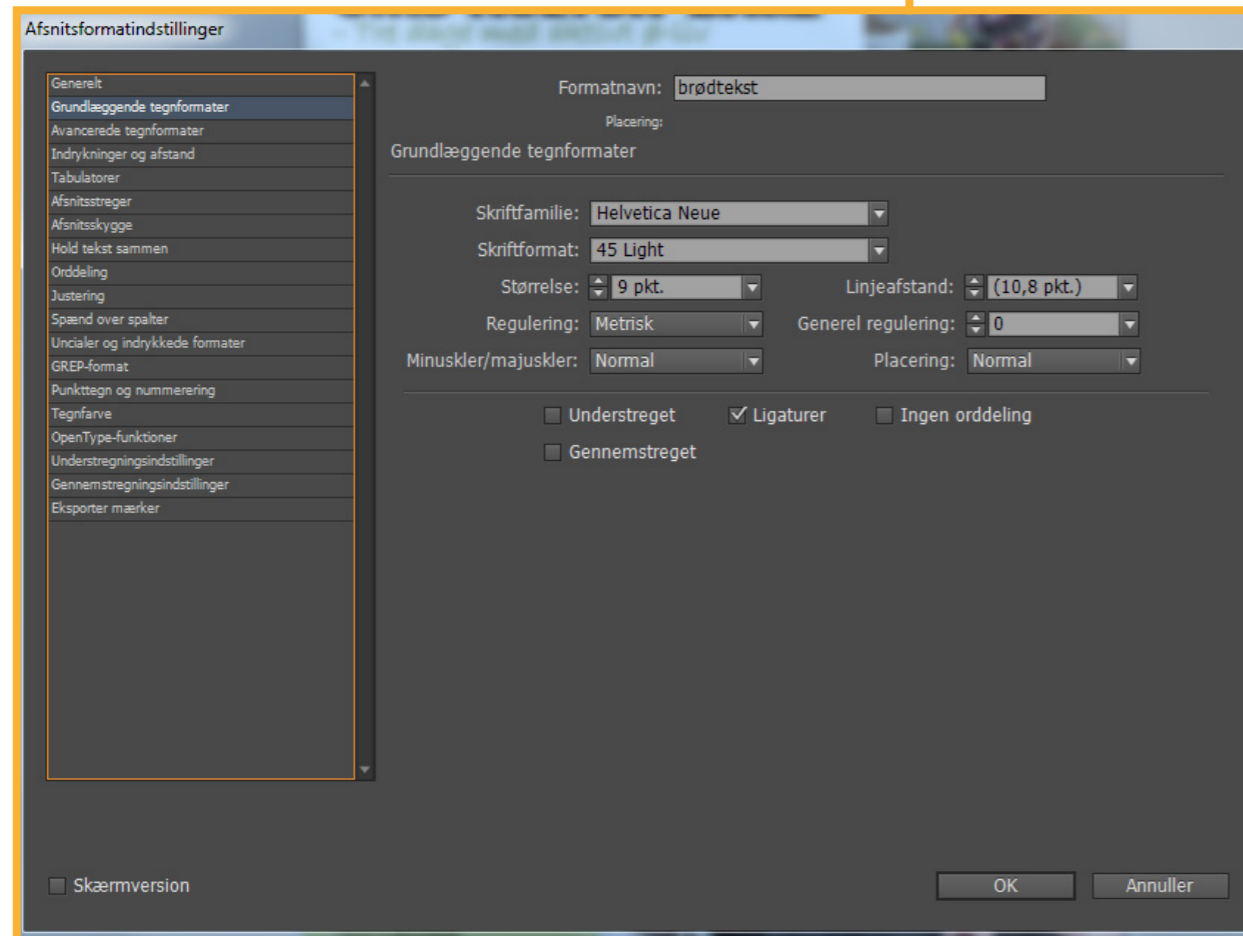 Afsnitsformatindstillinger
Generelt
Grundlæggende tegnformater
Avancerede tegnformater
Indrykninger og afstand
Tabulatorer
Afsnitsstreger
Afsnitsskygge
Hold tekst sammen
Orddeling
Justering
Spænd over spalter
Uncialer og indrykkede formater
GREP-format
Punkttegn og nummerering
Tegnfarve
OpenType-funktioner
Understregningsindstillinger
Gennemstregningsindstillinger
Eksporter mærker
Formatnavn: brødtekst
Placering:
Grundlæggende tegnformater
Skriftfamilie: Helvetica Neue
Skriftformat: 45 Light
Størrelse: 9 pkt. Linjeafstand: (10,8 pkt.)
Regulering: Metrisk Generel regulering: 0
Minuskler/majuskler: Normal Placering: Normal
Understreget Ligaturer Ingen orddeling
Gennemstreget
Skærmversion OK Annuller